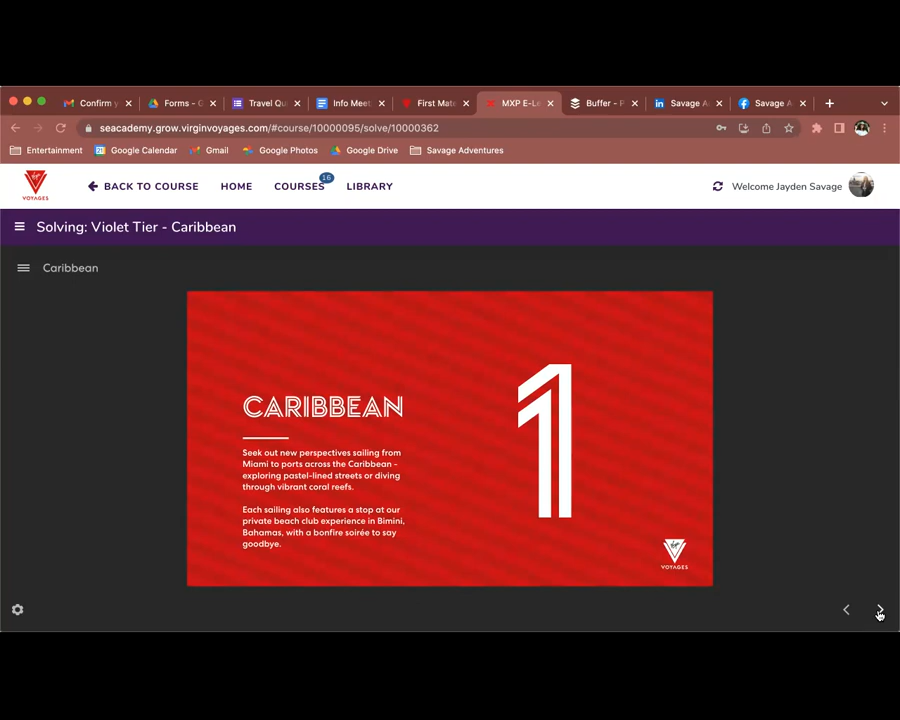 Confirm y
Forms - G
Travel Qu
Info Meet
First Mate
MXP E-Le
Buffer - P
Savage A
Savage A
seacademy.grow.virginvoyages.com/#course/10000095/solve/10000362
Entertainment
Google Calendar
Gmail
Google Photos
Google Drive
Savage Adventures
VOYAGES
BACK TO COURSE
HOME
COURSES
16
LIBRARY
Welcome Jayden Savage
Solving: Violet Tier - Caribbean
Caribbean
CARIBBEAN
Seek out new perspectives sailing from
Miami to ports across the Caribbean -
exploring pastel-lined streets or diving
through vibrant coral reefs.
Each sailing also features a stop at our
private beach club experience in Bimini,
Bahamas, with a bonfire soirée to say
goodbye.
1
VOYAGES